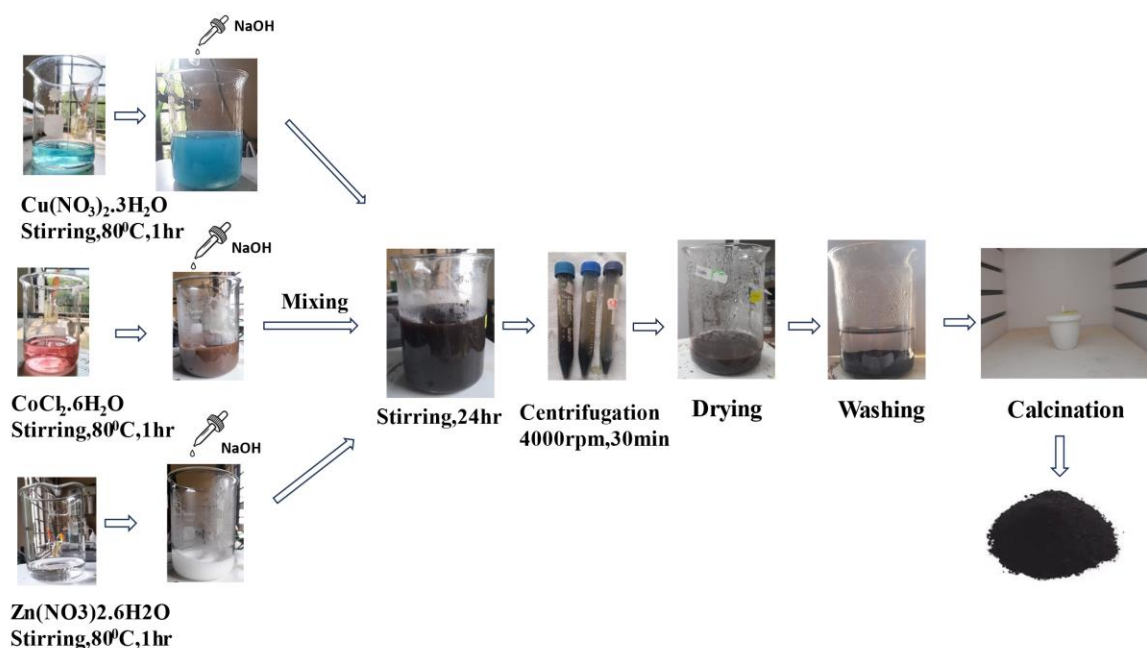 NaOH
Cu(NO₃)₂.3H₂O
Stirring,80⁰C,1hr
NaOH
CoCl₂.6H₂O
Stirring,80⁰C,1hr
NaOH
Zn(NO3)2.6H2O
Stirring,80⁰C,1hr
Mixing
Stirring,24hr
Centrifugation
4000rpm,30min
Drying
Washing
Calcination